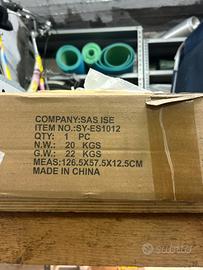 COMPANY:SAS ISE
ITEM NO.:SY-ES1012
QTY: 1 PC
N.W.: 20 KGS
G.W.: 22 KGS
MEAS:126.5X57.5X12.5CM
MADE IN CHINA
subito